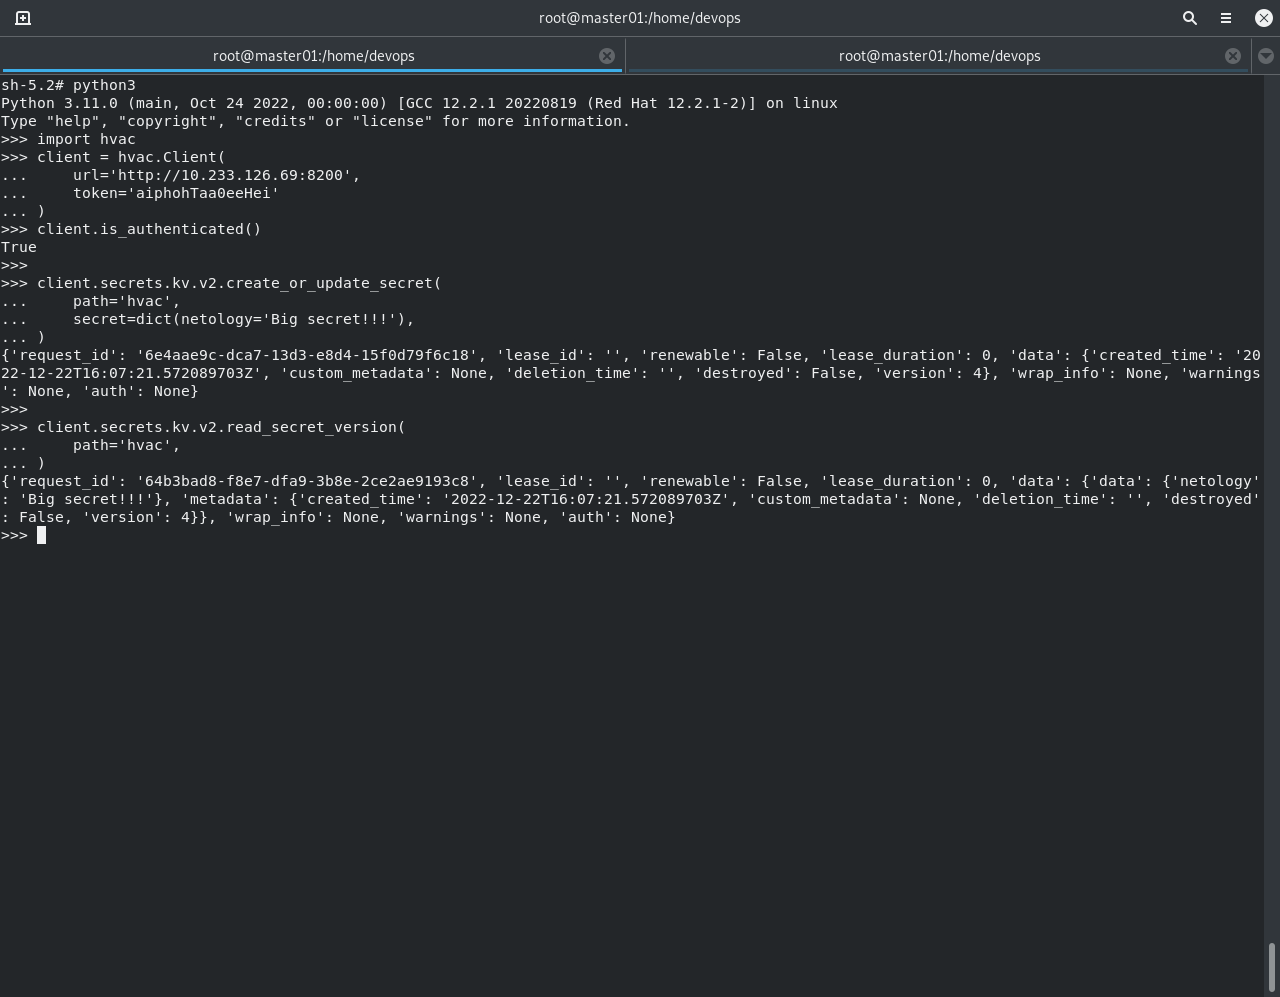 root@master01:/home/devops
root@master01:/home/devops root@master01:/home/devops
sh-5.2# python3
Python 3.11.0 (main, Oct 24 2022, 00:00:00) [GCC 12.2.1 20220819 (Red Hat 12.2.1-2)] on linux
Type "help", "copyright", "credits" or "license" for more information.
>>> import hvac
>>> client = hvac.Client(
...     url='http://10.233.126.69:8200',
...     token='aiphohTaa0eeHei'
... )
>>> client.is_authenticated()
True
>>>
>>> client.secrets.kv.v2.create_or_update_secret(
...     path='hvac',
...     secret=dict(netology='Big secret!!!'),
... )
{'request_id': '6e4aae9c-dca7-13d3-e8d4-15f0d79f6c18', 'lease_id': '', 'renewable': False, 'lease_duration': 0, 'data': {'created_time': '20
22-12-22T16:07:21.572089703Z', 'custom_metadata': None, 'deletion_time': '', 'destroyed': False, 'version': 4}, 'wrap_info': None, 'warnings
': None, 'auth': None}
>>>
>>> client.secrets.kv.v2.read_secret_version(
...     path='hvac',
... )
{'request_id': '64b3bad8-f8e7-dfa9-3b8e-2ce2ae9193c8', 'lease_id': '', 'renewable': False, 'lease_duration': 0, 'data': {'data': {'netology'
: 'Big secret!!!'}, 'metadata': {'created_time': '2022-12-22T16:07:21.572089703Z', 'custom_metadata': None, 'deletion_time': '', 'destroyed'
: False, 'version': 4}}, 'wrap_info': None, 'warnings': None, 'auth': None}
>>>